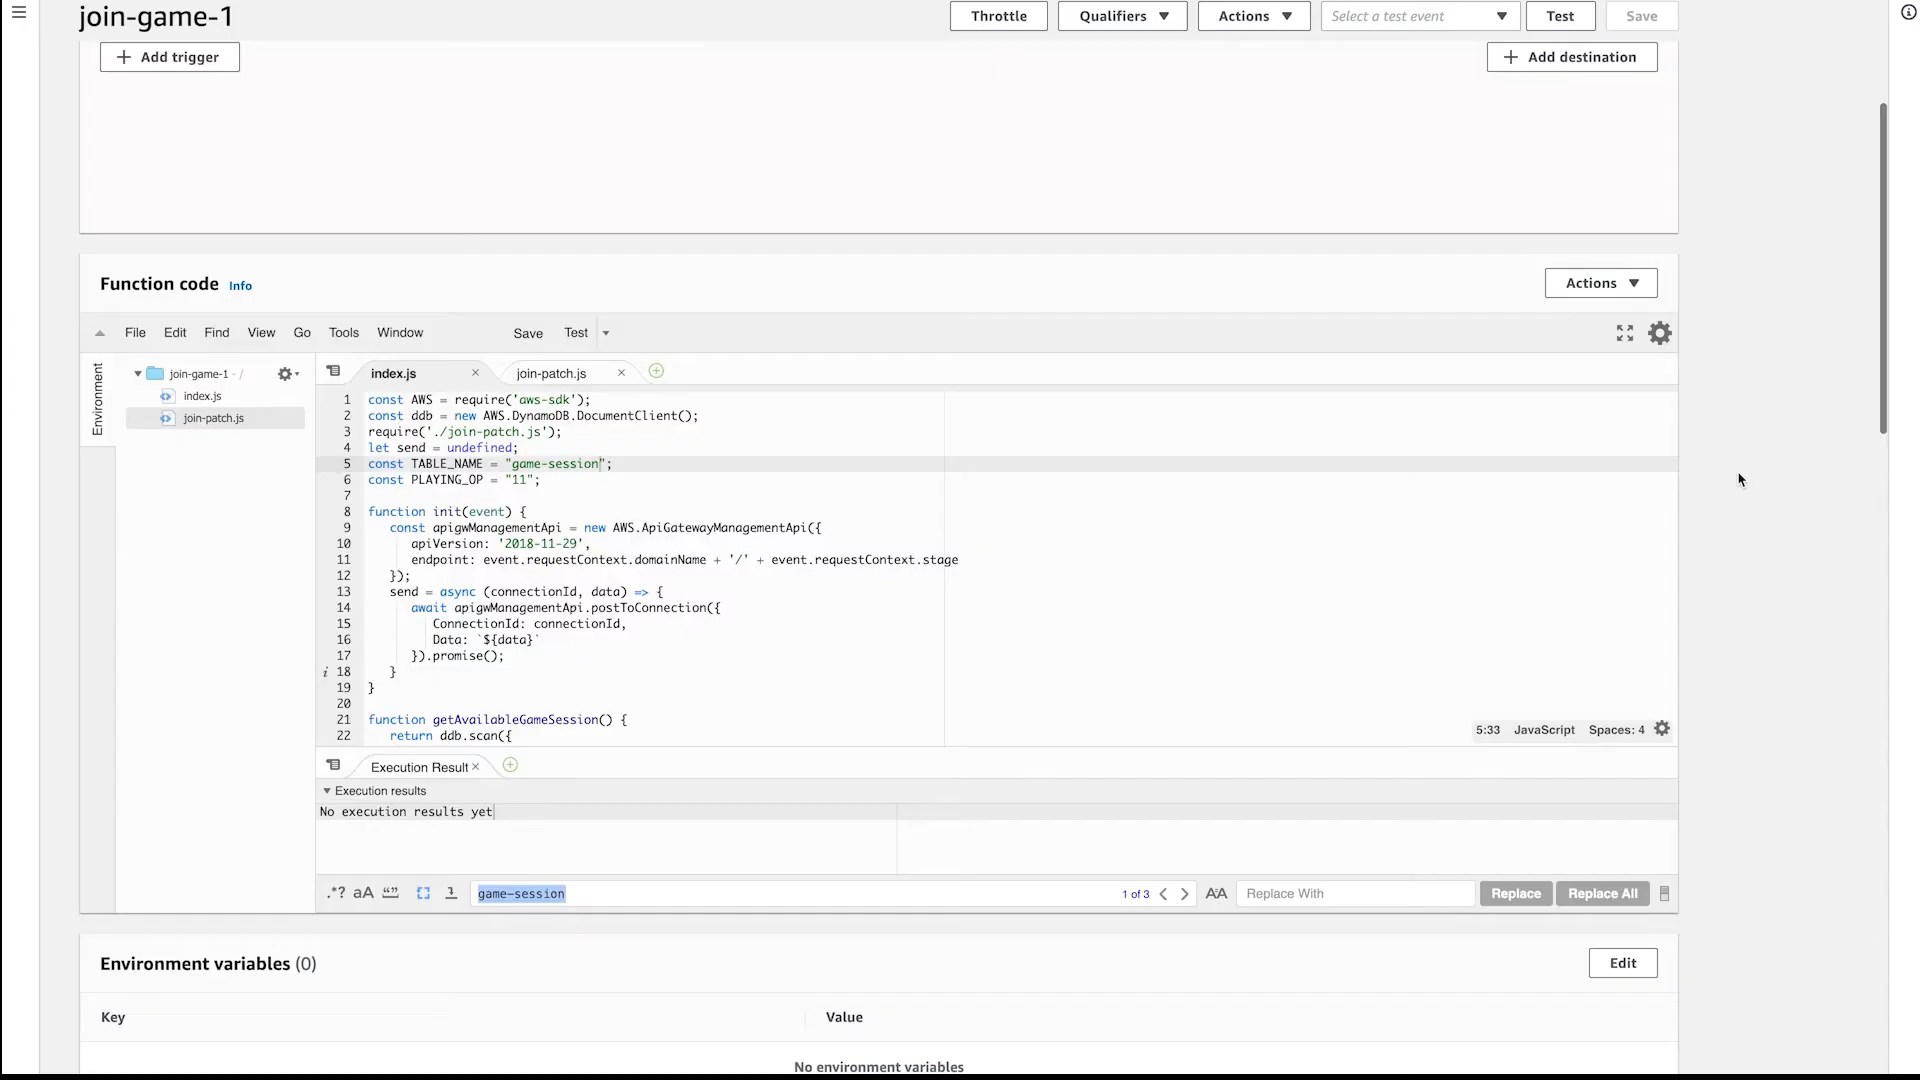 join-game-1
Throttle
Qualifiers
Actions
Select a test event
Test
Save
Add trigger
Add destination
Function code Info
Actions
File Edit Find View Go Tools Window Save Test
Environment
join-game-1 - /
index.js
join-patch.js
index.js
join-patch.js
1 const AWS = require('aws-sdk');
2 const ddb = new AWS.DynamoDB.DocumentClient();
3 require('./join-patch.js');
4 let send = undefined;
5 const TABLE_NAME = "game-session";
6 const PLAYING_OP = "11";
7
8 function init(event) {
9 const apigwManagementApi = new AWS.ApiGatewayManagementApi({
10 apiVersion: '2018-11-29',
11 endpoint: event.requestContext.domainName + '/' + event.requestContext.stage
12 });
13 send = async (connectionId, data) => {
14 await apigwManagementApi.postToConnection({
15 ConnectionId: connectionId,
16 Data: `${data}`
17 }).promise();
i 18 }
19 }
20
21 function getAvailableGameSession() {
22 return ddb.scan({
5:33 JavaScript Spaces: 4
Execution Result
Execution results
No execution results yet
.*? aA game-session 1 of 3 AA Replace With Replace Replace All
Environment variables (0)
Edit
Key Value
No environment variables